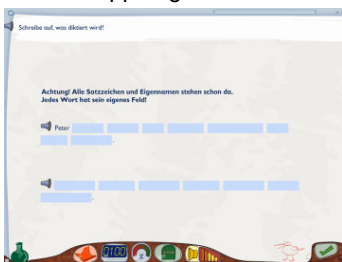 Schreibe auf, was diktiert wird!
Achtung! Alle Satzzeichen und Eigennamen stehen schon da.
Jedes Wort hat sein eigenes Feld!
Peter
.
.
01:00